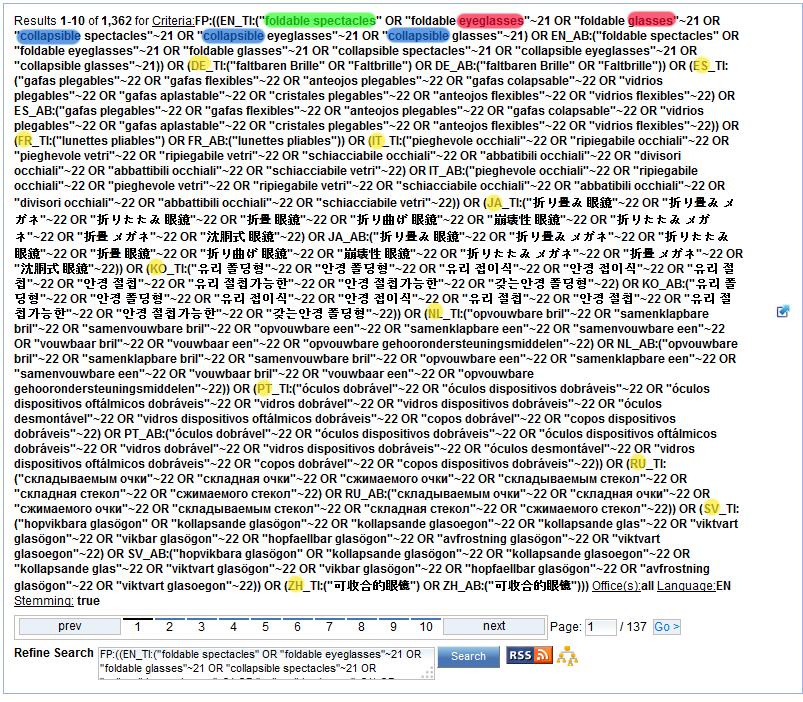 Results 1-10 of 1,362 for Criteria:FP:((EN_TI:("foldable spectacles" OR "foldable eyeglasses"~21 OR "foldable glasses"~21 OR
"collapsible spectacles"~21 OR "collapsible eyeglasses"~21 OR "collapsible glasses"~21) OR EN_AB:("foldable spectacles" OR
"foldable eyeglasses"~21 OR "foldable glasses"~21 OR "collapsible spectacles"~21 OR "collapsible eyeglasses"~21 OR
"collapsible glasses"~21)) OR (DE_TI:("faltbaren Brille" OR "Faltbrille") OR DE_AB:("faltbaren Brille" OR "Faltbrille")) OR (ES_TI:
("gafas plegables"~22 OR "gafas flexibles"~22 OR "anteojos plegables"~22 OR "gafas colapsable"~22 OR "vidrios
plegables"~22 OR "gafas aplastable"~22 OR "cristales plegables"~22 OR "anteojos flexibles"~22 OR "vidrios flexibles"~22) OR
ES_AB:("gafas plegables"~22 OR "gafas flexibles"~22 OR "anteojos plegables"~22 OR "gafas colapsable"~22 OR "vidrios
plegables"~22 OR "gafas aplastable"~22 OR "cristales plegables"~22 OR "anteojos flexibles"~22 OR "vidrios flexibles"~22)) OR
(FR_TI:("lunettes pliables") OR FR_AB:("lunettes pliables")) OR (IT_TI:("pieghevole occhiali"~22 OR "ripiegabile occhiali"~22 OR
"pieghevole vetri"~22 OR "ripiegabile vetri"~22 OR "schiacciabile occhiali"~22 OR "abbatibili occhiali"~22 OR "divisori
occhiali"~22 OR "abbattibili occhiali"~22 OR "schiacciabile vetri"~22) OR IT_AB:("pieghevole occhiali"~22 OR "ripiegabile
occhiali"~22 OR "pieghevole vetri"~22 OR "ripiegabile vetri"~22 OR "schiacciabile occhiali"~22 OR "abbatibili occhiali"~22 OR
"divisori occhiali"~22 OR "abbattibili occhiali"~22 OR "schiacciabile vetri"~22)) OR (JA_TI:("折り畳み 眼鏡"~22 OR "折り畳み メ
ガネ"~22 OR "折りたたみ 眼鏡"~22 OR "折畳 眼鏡"~22 OR "折り曲げ 眼鏡"~22 OR "崩壊性 眼鏡"~22 OR "折りたたみ メガ
ネ"~22 OR "折畳 メガネ"~22 OR "沈胴式 眼鏡"~22) OR JA_AB:("折り畳み 眼鏡"~22 OR "折り畳み メガネ"~22 OR "折りたたみ
眼鏡"~22 OR "折畳 眼鏡"~22 OR "折り曲げ 眼鏡"~22 OR "崩壊性 眼鏡"~22 OR "折りたたみ メガネ"~22 OR "折畳 メガネ"~22 OR
"沈胴式 眼鏡"~22)) OR (KO_TI:("유리 폴딩형"~22 OR "안경 폴딩형"~22 OR "유리 접이식"~22 OR "안경 접이식"~22 OR "유리 절
첩"~22 OR "안경 절첩"~22 OR "유리 절첩가능한"~22 OR "안경 절첩가능한"~22 OR "갖는안경 폴딩형"~22) OR KO_AB:("유리 폴
딩형"~22 OR "안경 폴딩형"~22 OR "유리 접이식"~22 OR "안경 접이식"~22 OR "유리 절첩"~22 OR "안경 절첩"~22 OR "유리 절
첩가능한"~22 OR "안경 절첩가능한"~22 OR "갖는안경 폴딩형"~22)) OR (NL_TI:("opvouwbare bril"~22 OR "samenklapbare
bril"~22 OR "samenvouwbare bril"~22 OR "opvouwbare een"~22 OR "samenklapbare een"~22 OR "samenvouwbare een"~22
OR "vouwbaar bril"~22 OR "vouwbaar een"~22 OR "opvouwbare gehoorondersteuningsmiddelen"~22) OR NL_AB:("opvouwbare
bril"~22 OR "samenklapbare bril"~22 OR "samenvouwbare bril"~22 OR "opvouwbare een"~22 OR "samenklapbare een"~22 OR
"samenvouwbare een"~22 OR "vouwbaar bril"~22 OR "vouwbaar een"~22 OR "opvouwbare
gehoorondersteuningsmiddelen"~22)) OR (PT_TI:("óculos dobrável"~22 OR "óculos dispositivos dobráveis"~22 OR "óculos
dispositivos oftálmicos dobráveis"~22 OR "vidros dobrável"~22 OR "vidros dispositivos dobráveis"~22 OR "óculos
desmontável"~22 OR "vidros dispositivos oftálmicos dobráveis"~22 OR "copos dobrável"~22 OR "copos dispositivos
dobráveis"~22) OR PT_AB:("óculos dobrável"~22 OR "óculos dispositivos dobráveis"~22 OR "óculos dispositivos oftálmicos
dobráveis"~22 OR "vidros dobrável"~22 OR "vidros dispositivos dobráveis"~22 OR "óculos desmontável"~22 OR "vidros
dispositivos oftálmicos dobráveis"~22 OR "copos dobrável"~22 OR "copos dispositivos dobráveis"~22)) OR (RU_TI:
("складываемым очки"~22 OR "складная очки"~22 OR "сжимаемого очки"~22 OR "складываемым стекол"~22 OR
"складная стекол"~22 OR "сжимаемого стекол"~22) OR RU_AB:("складываемым очки"~22 OR "складная очки"~22 OR
"сжимаемого очки"~22 OR "складываемым стекол"~22 OR "складная стекол"~22 OR "сжимаемого стекол"~22)) OR (SV_TI:
("hopvikbara glasögon"~22 OR "kollapsande glasögon"~22 OR "kollapsande glasoegon"~22 OR "kollapsande glas"~22 OR "viktvart
glasögon"~22 OR "vikbar glasögon"~22 OR "hopfaellbar glasögon"~22 OR "avfrostning glasögon"~22 OR "viktvart
glasoegon"~22) OR SV_AB:("hopvikbara glasögon"~22 OR "kollapsande glasögon"~22 OR "kollapsande glasoegon"~22 OR
"kollapsande glas"~22 OR "viktvart glasögon"~22 OR "vikbar glasögon"~22 OR "hopfaellbar glasögon"~22 OR "avfrostning
glasögon"~22 OR "viktvart glasoegon"~22)) OR (ZH_TI:("可收合的眼镜") OR ZH_AB:("可收合的眼镜"))) Office(s):all Language:EN
Stemming: true
prev 1 2 3 4 5 6 7 8 9 10 next Page: 1 / 137 Go >
Refine Search FP:((EN_TI:("foldable spectacles" OR "foldable eyeglasses"~21 OR
"foldable glasses"~21 OR "collapsible spectacles"~21 OR
Search RSS